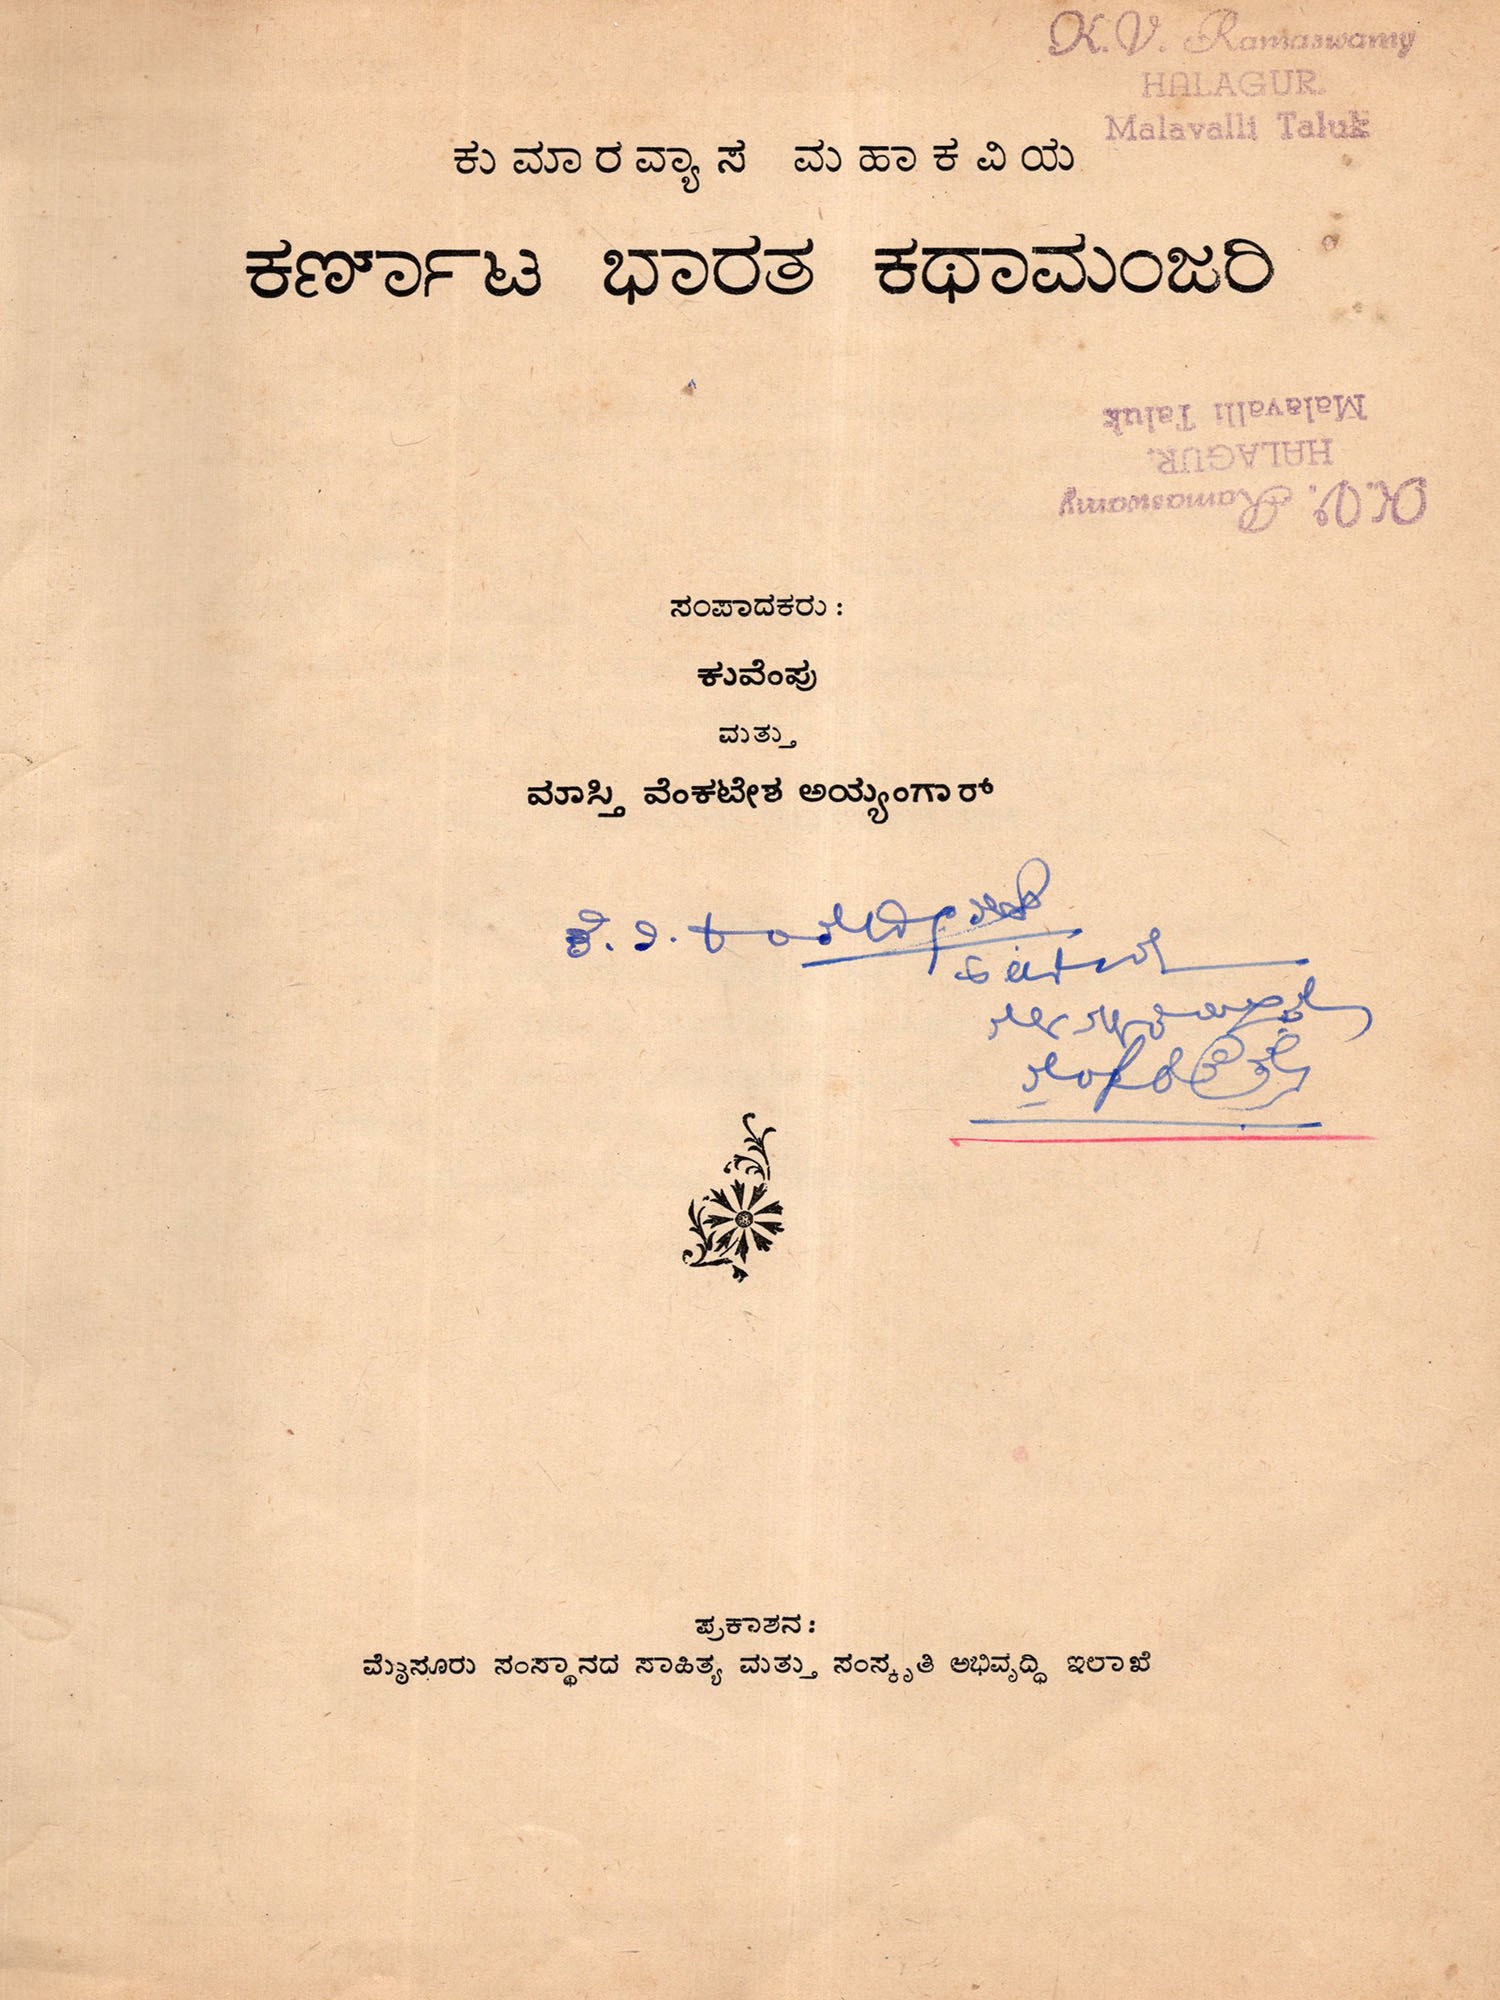 K. V. Ramaswamy
HALAGUR.
Malavalli Taluk
ಕುಮಾರವ್ಯಾಸ ಮಹಾಕವಿಯ
ಕರ್ಣಾಟ ಭಾರತ ಕಥಾಮಂಜರಿ
K. V. Ramaswamy
HALAGUR.
Malavalli Taluk
ಸಂಪಾದಕರು:
ಕುವೆಂಪು
ಮತ್ತು
ಮಾಸ್ತಿ ವೆಂಕಟೇಶ ಅಯ್ಯಂಗಾರ್
ಕೆ. ವಿ.
ಪ್ರಕಾಶನ:
ಮೈಸೂರು ಸಂಸ್ಥಾನದ ಸಾಹಿತ್ಯ ಮತ್ತು ಸಂಸ್ಕೃತಿ ಅಭಿವೃದ್ಧಿ ಇಲಾಖೆ